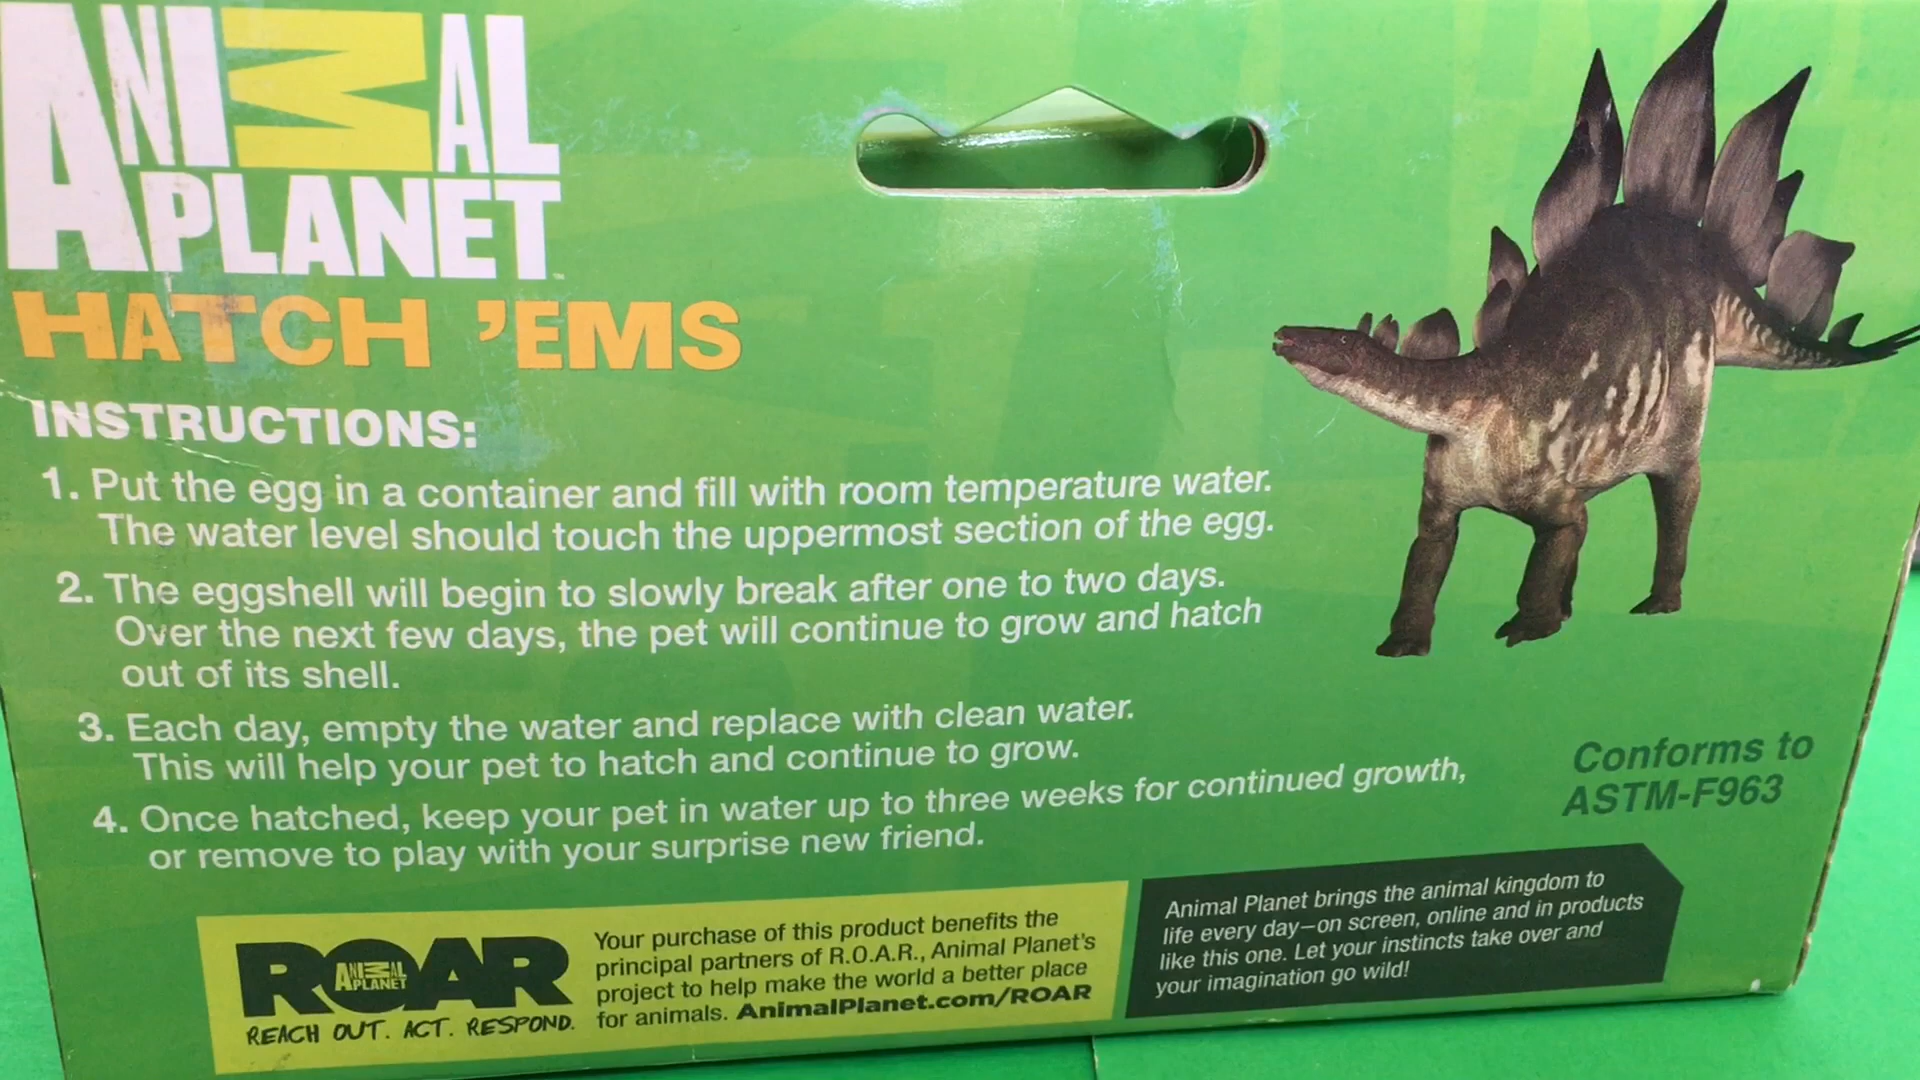 ANIMAL
PLANET
HATCH 'EMS
INSTRUCTIONS:
1. Put the egg in a container and fill with room temperature water.
The water level should touch the uppermost section of the egg.
2. The eggshell will begin to slowly break after one to two days.
Over the next few days, the pet will continue to grow and hatch
out of its shell.
3. Each day, empty the water and replace with clean water.
This will help your pet to hatch and continue to grow.
4. Once hatched, keep your pet in water up to three weeks for continued growth,
or remove to play with your surprise new friend.
Conforms to
ASTM-F963
ROAR
ANIMAL
PLANET
REACH OUT. ACT. RESPOND.
Your purchase of this product benefits the
principal partners of R.O.A.R., Animal Planet's
project to help make the world a better place
for animals. AnimalPlanet.com/ROAR
Animal Planet brings the animal kingdom to
life every day—on screen, online and in products
like this one. Let your instincts take over and
your imagination go wild!